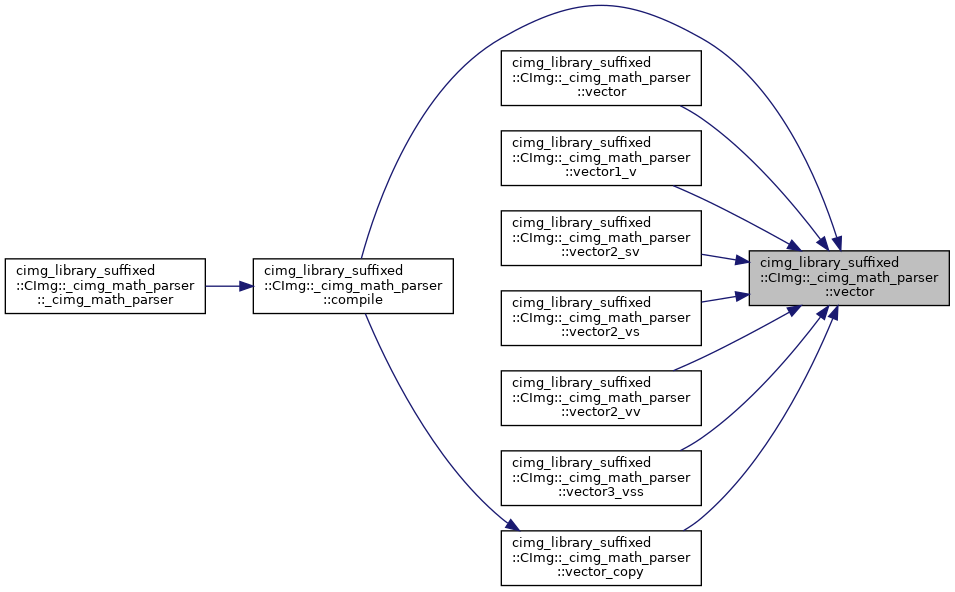 cimg_library_suffixed
::CImg::_cimg_math_parser
::vector
cimg_library_suffixed
::CImg::_cimg_math_parser
::vector1_v
cimg_library_suffixed
::CImg::_cimg_math_parser
::vector2_sv
cimg_library_suffixed
::CImg::_cimg_math_parser
::vector
cimg_library_suffixed
::CImg::_cimg_math_parser
::_cimg_math_parser
cimg_library_suffixed
::CImg::_cimg_math_parser
::compile
cimg_library_suffixed
::CImg::_cimg_math_parser
::vector2_vs
cimg_library_suffixed
::CImg::_cimg_math_parser
::vector2_vv
cimg_library_suffixed
::CImg::_cimg_math_parser
::vector3_vss
cimg_library_suffixed
::CImg::_cimg_math_parser
::vector_copy